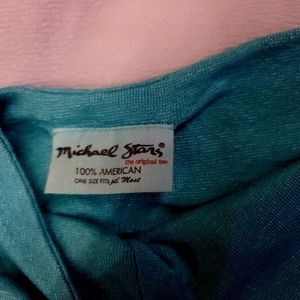 Michael Stars®
the original tee.
100% AMERICAN
ONE SIZE FITS Most